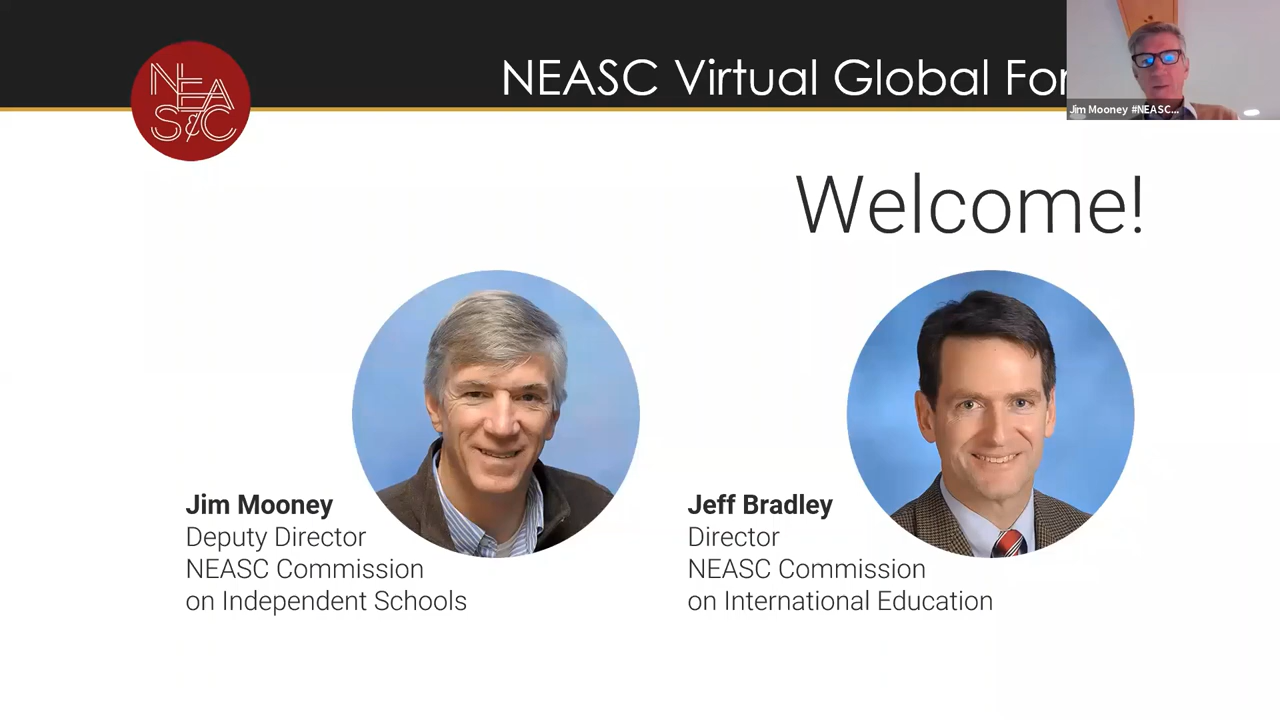 NEASC Virtual Global For
Jim Mooney #NEASC...
NEA
S&C
Welcome!
Jim Mooney
Deputy Director
NEASC Commission
on Independent Schools
Jeff Bradley
Director
NEASC Commission
on International Education